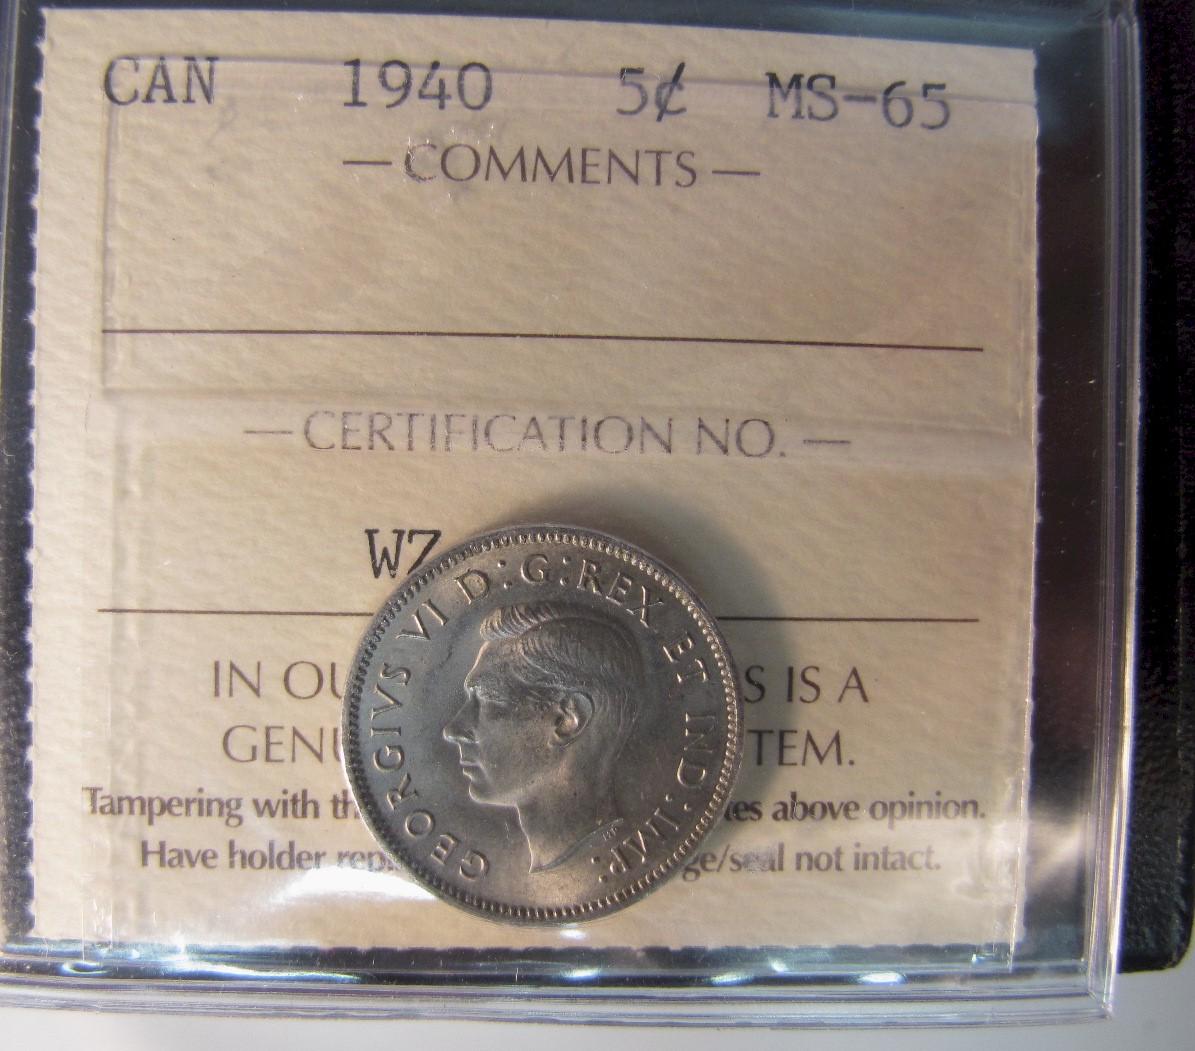 CAN 1940 5¢ MS-65
— COMMENTS —
— CERTIFICATION NO. —
WZ
GEORGIVS VI D:G:REX ET IND:IMP:
IN OU S IS A
GENU TEM.
Tampering with th es above opinion.
Have holder rep ge/seal not intact.